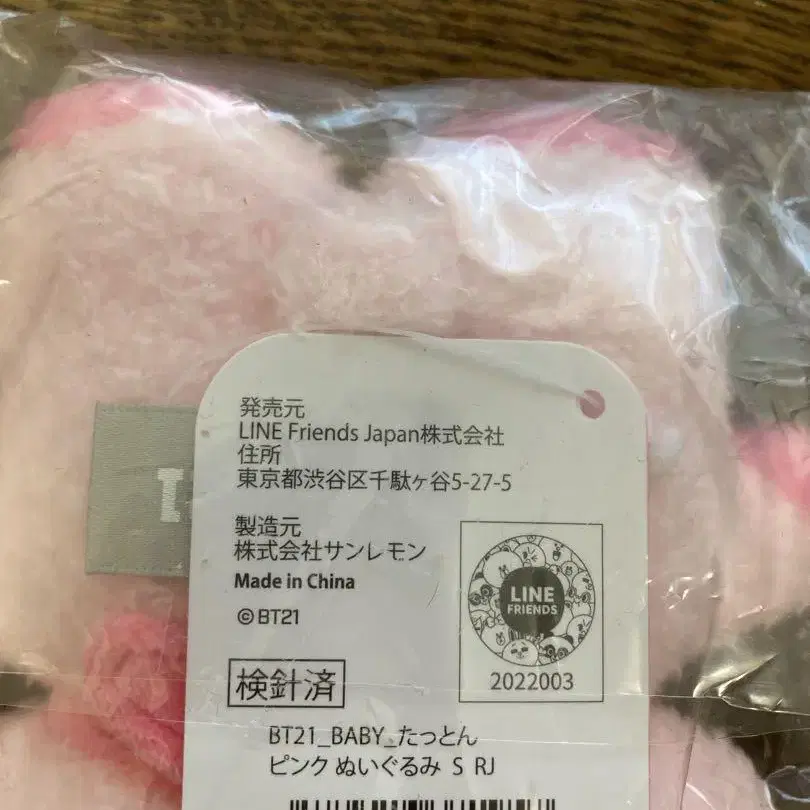 発売元
LINE Friends Japan株式会社
住所
東京都渋谷区千駄ヶ谷5-27-5
製造元
株式会社サンレモン
Made in China
©BT21
検針済
LINE
FRIENDS
2022003
BT21_BABY_たっとん
ピンク ぬいぐるみ S RJ